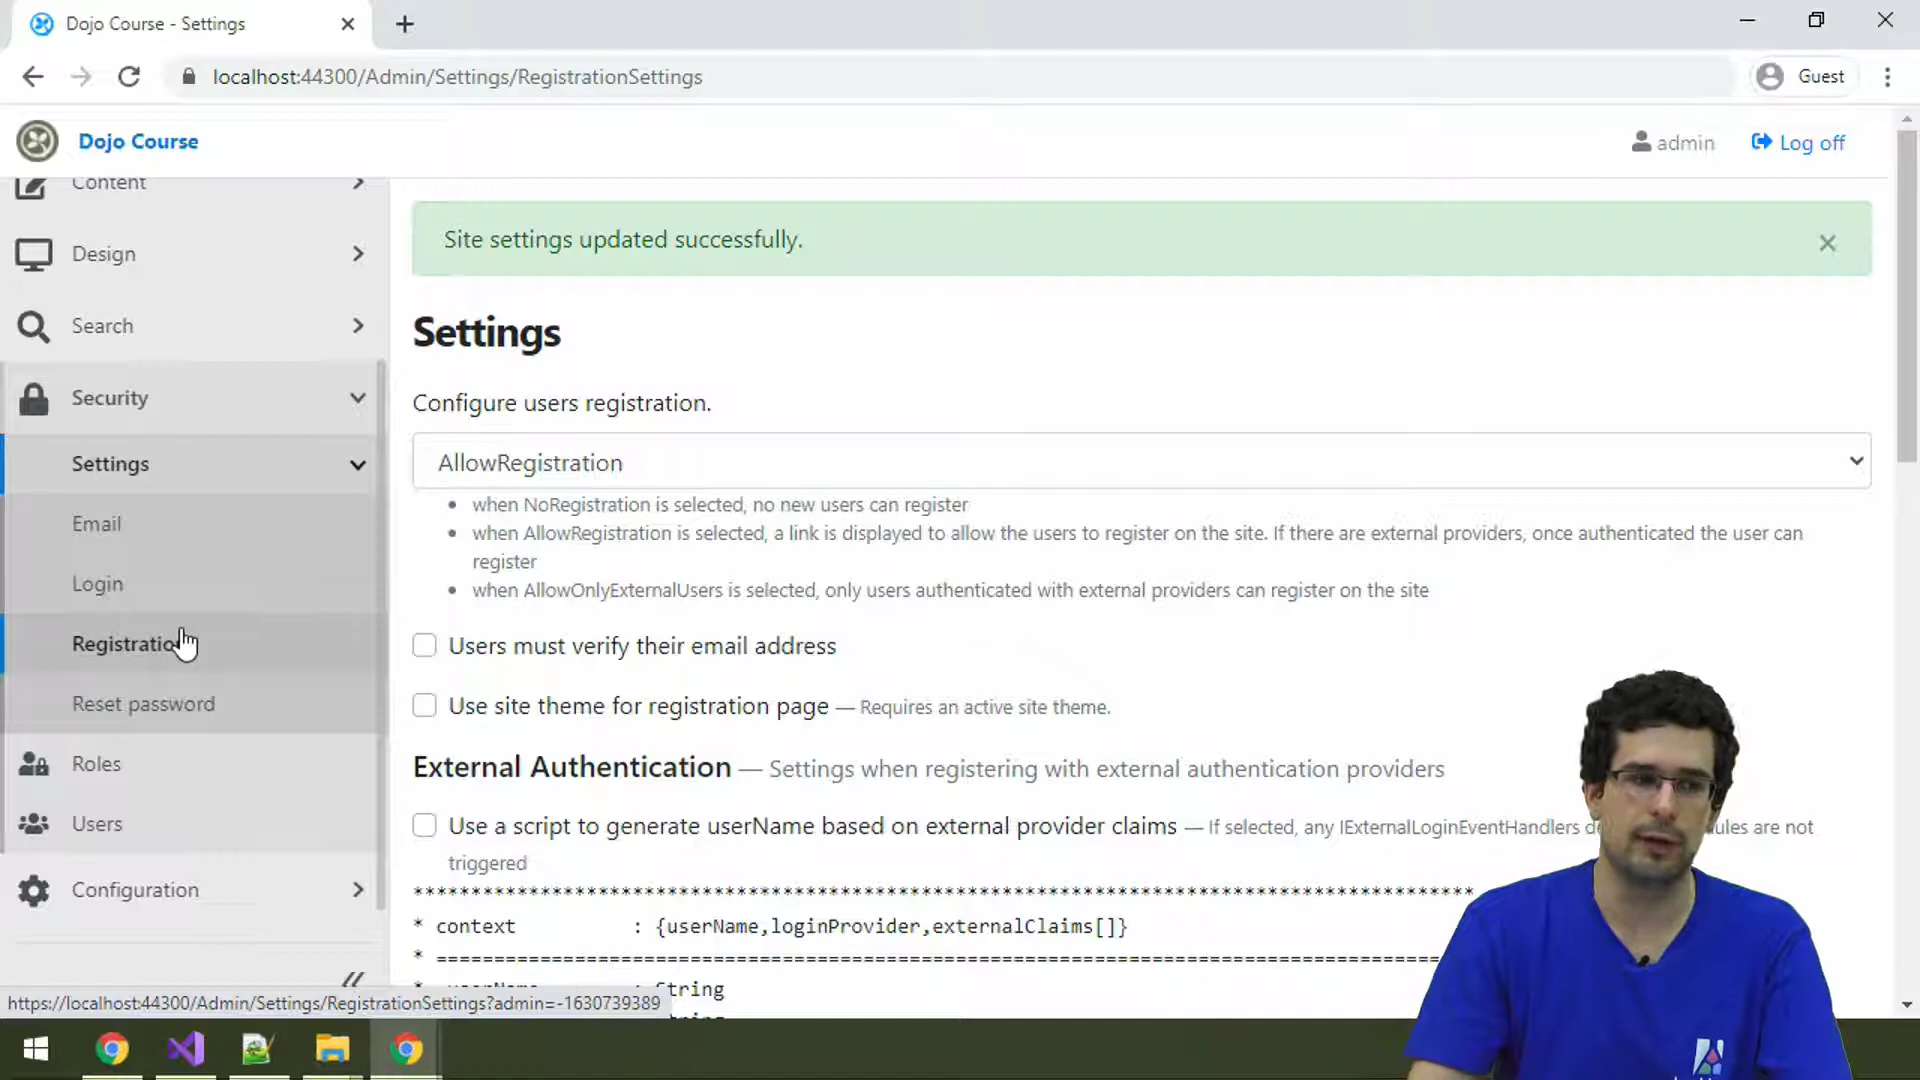 Dojo Course - Settings
localhost:44300/Admin/Settings/RegistrationSettings
Guest
Dojo Course
admin
Log off
Content
Design
Search
Security
Settings
Email
Login
Registration
Reset password
Roles
Users
Configuration
Site settings updated successfully.
Settings
Configure users registration.
AllowRegistration
• when NoRegistration is selected, no new users can register
• when AllowRegistration is selected, a link is displayed to allow the users to register on the site. If there are external providers, once authenticated the user can
register
• when AllowOnlyExternalUsers is selected, only users authenticated with external providers can register on the site
Users must verify their email address
Use site theme for registration page — Requires an active site theme.
External Authentication — Settings when registering with external authentication providers
Use a script to generate userName based on external provider claims — If selected, any IExternalLoginEventHandlers are not
triggered
********************************************************************************************
* context : {userName,loginProvider,externalClaims[]}
* ==========================================================================================
String
https://localhost:44300/Admin/Settings/RegistrationSettings?admin=-1630739389